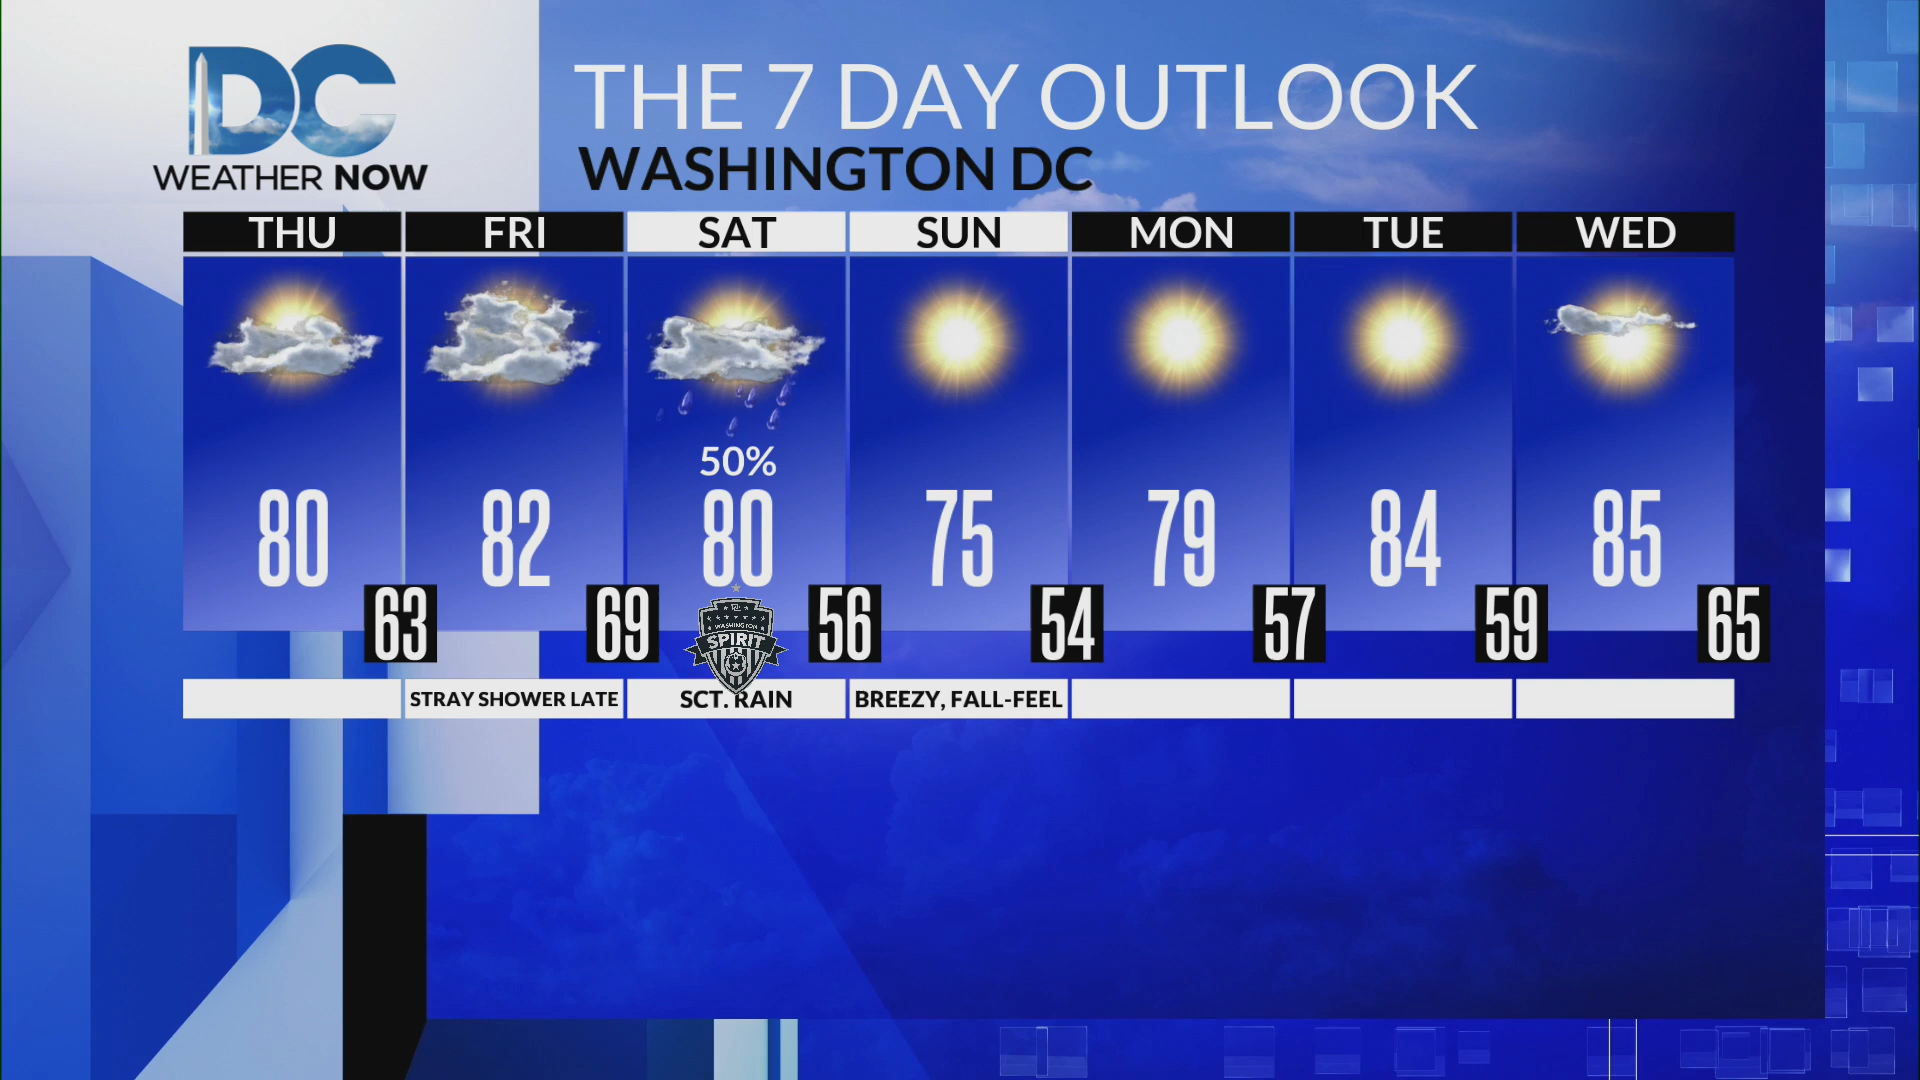 DC
WEATHER NOW
THE 7 DAY OUTLOOK
WASHINGTON DC
THU FRI SAT SUN MON TUE WED
50%
80 82 80 75 79 84 85
63 69 56 54 57 59 65
WASHINGTON
SPIRIT
STRAY SHOWER LATE SCT. RAIN BREEZY, FALL-FEEL